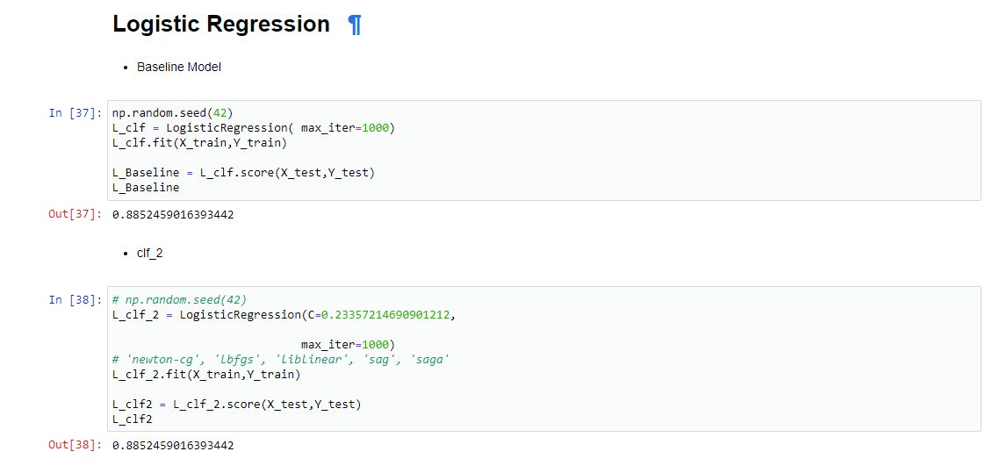 Logistic Regression ¶
• Baseline Model
In [37]: np.random.seed(42)
L_clf = LogisticRegression( max_iter=1000)
L_clf.fit(X_train,Y_train)
L_Baseline = L_clf.score(X_test,Y_test)
L_Baseline
Out[37]: 0.8852459016393442
• clf_2
In [38]: # np.random.seed(42)
L_clf_2 = LogisticRegression(C=0.23357214690901212,
max_iter=1000)
# 'newton-cg', 'lbfgs', 'liblinear', 'sag', 'saga'
L_clf_2.fit(X_train,Y_train)
L_clf2 = L_clf_2.score(X_test,Y_test)
L_clf2
Out[38]: 0.8852459016393442